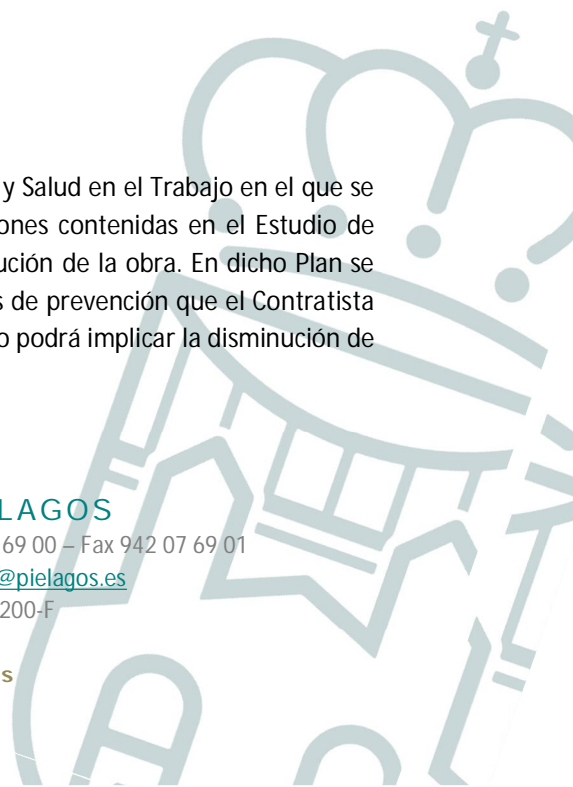 y Salud en el Trabajo en el que se
ones contenidas en el Estudio de
ución de la obra. En dicho Plan se
s de prevención que el Contratista
o podrá implicar la disminución de
LAGOS
69 00 – Fax 942 07 69 01
@pielagos.es
200-F
s